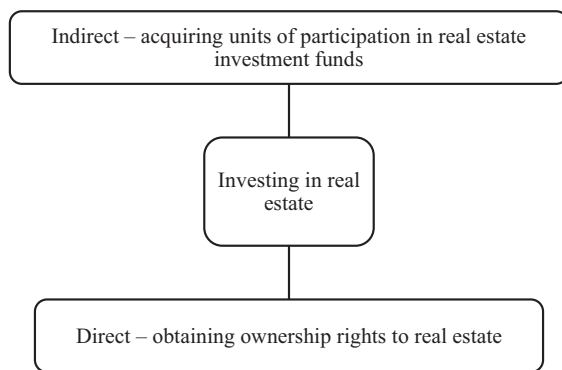 Indirect – acquiring units of participation in real estate
investment funds
Investing in real
estate
Direct – obtaining ownership rights to real estate